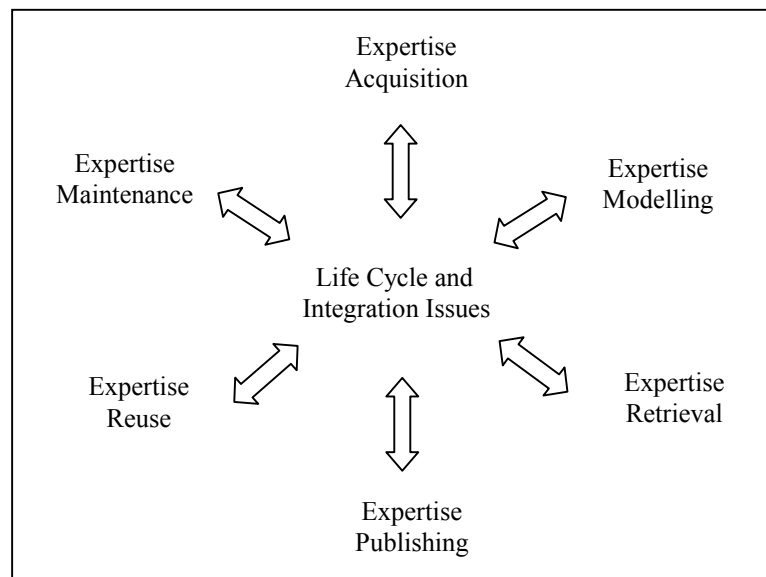 Expertise
Acquisition
Expertise
Maintenance
Expertise
Modelling
Life Cycle and
Integration Issues
Expertise
Reuse
Expertise
Retrieval
Expertise
Publishing